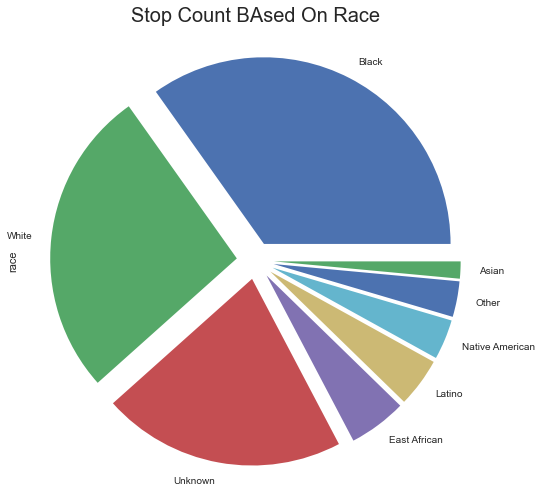 Stop Count BAsed On Race
Black
White
race
Asian
Other
Native American
Latino
East African
Unknown